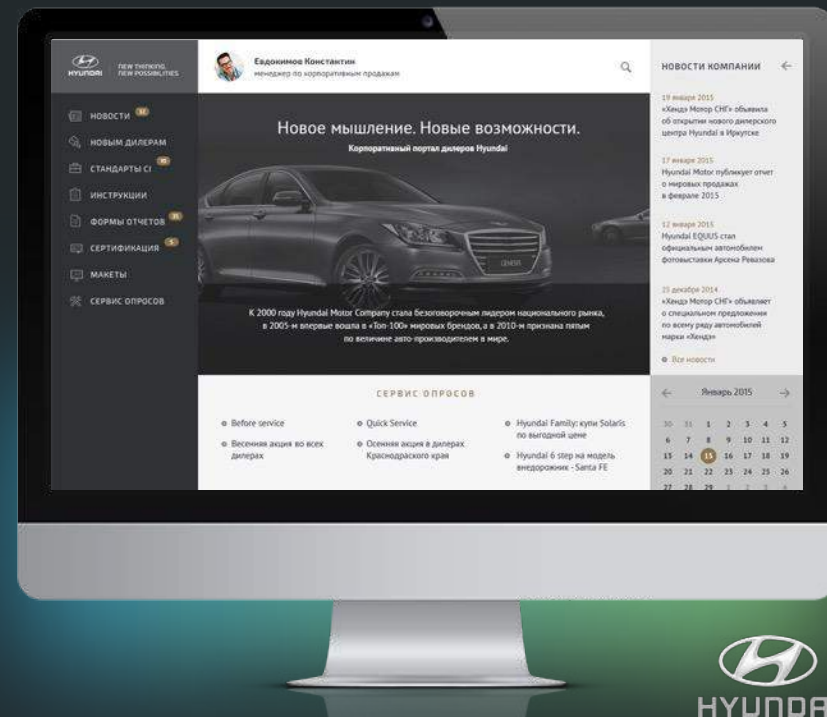 HYUNDAI
NEW THINKING.
NEW POSSIBILITIES
Евдокимов Константин
менеджер по корпоративным продажам
НОВОСТИ
НОВЫМ ДИЛЕРАМ
СТАНДАРТЫ CI
ИНСТРУКЦИИ
ФОРМЫ ОТЧЕТОВ
СЕРТИФИКАЦИЯ
5
МАКЕТЫ
СЕРВИС ОПРОСОВ
Новое мышление. Новые возможности.
Корпоративный портал дилеров Hyundai
GENESIS
К 2000 году Hyundai Motor Company стала безоговорочным лидером национального рынка,
в 2005-м впервые вошла в «Топ-100» мировых брендов, а в 2010-м признана пятым
по величине авто-производителем в мире.
СЕРВИС ОПРОСОВ
Before service
Весенняя акция во всех
дилерах
Quick Service
Осенняя акция в дилерах
Краснодраского края
Hyundai Family: купи Solaris
по выгодной цене
Hyundai 6 step на модель
внедорожник - Santa FE
НОВОСТИ КОМПАНИИ
19 января 2015
«Хендэ Мотор СНГ» объявила
об открытии нового дилерского
центра Hyundai в Иркутске
17 января 2015
Hyundai Motor публикует отчет
о мировых продажах
в феврале 2015
12 января 2015
Hyundai EQUUS стал
официальным автомобилем
фотовыставки Арсена Ревазова
25 декабря 2014
«Хендэ Мотор СНГ» объявляет
о специальном предложении
по всему ряду автомобилей
марки «Хендэ»
Все новости
Январь 2015
30 31 1 2 3 4 5
6 7 8 9 10 11 12
13 14 15 16 17 18 19
20 21 22 23 24 25 26
27 28 29 1 2 3 4
HYUNDA